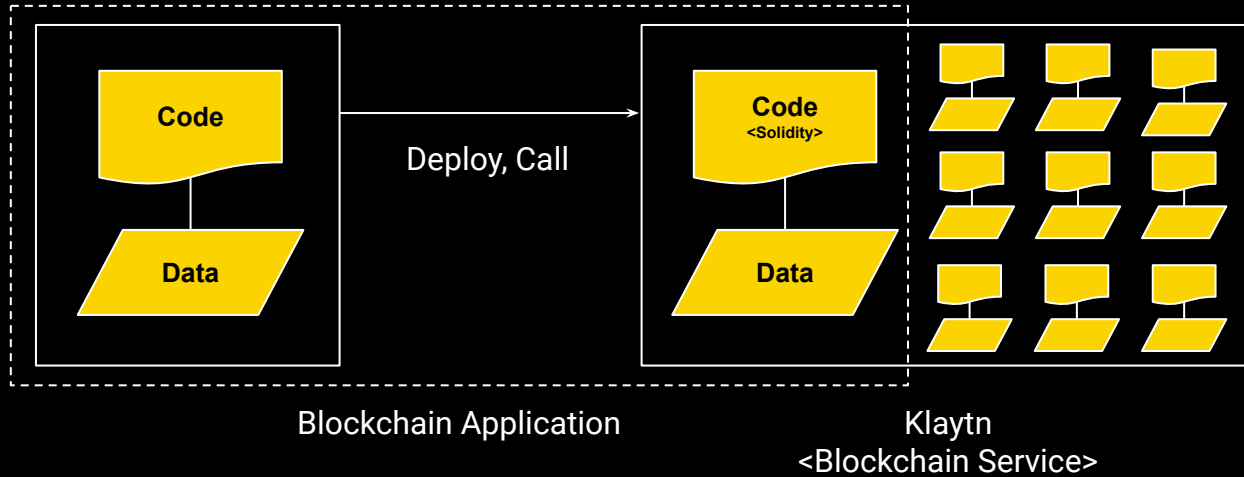 Code
Data
Deploy, Call
Code
<Solidity>
Data
Blockchain Application
Klaytn
<Blockchain Service>